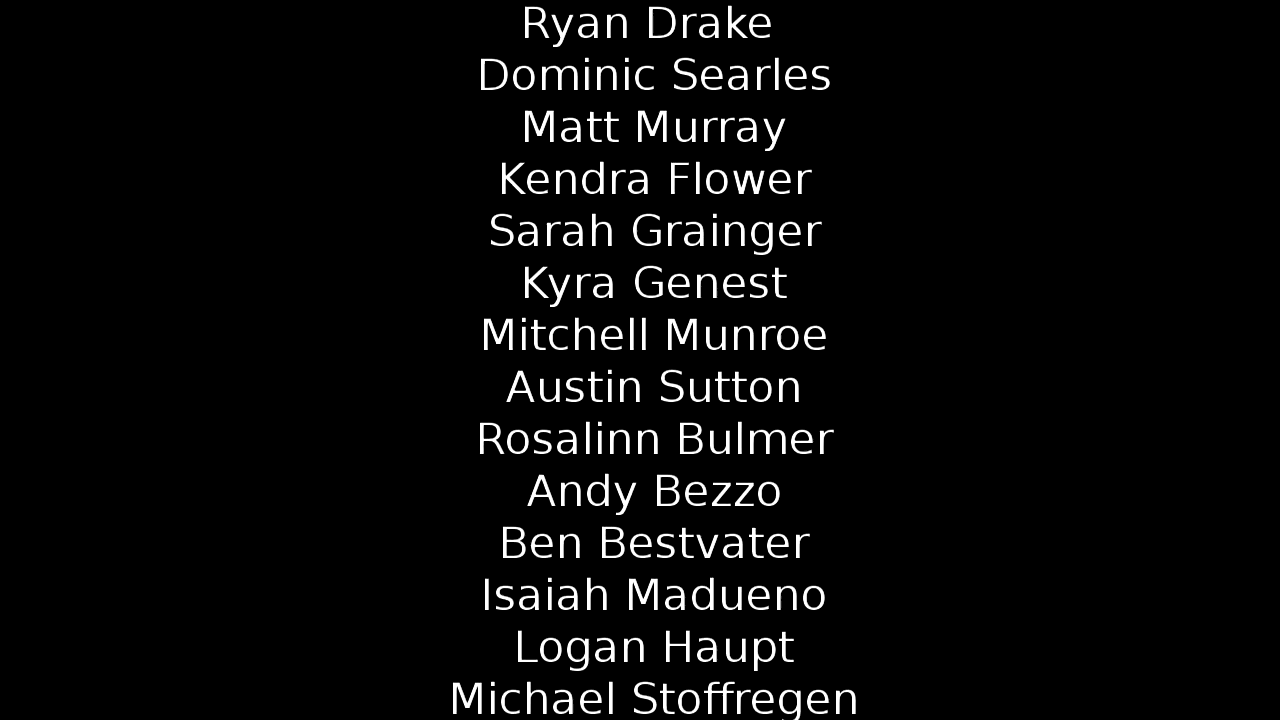 Ryan Drake
Dominic Searles
Matt Murray
Kendra Flower
Sarah Grainger
Kyra Genest
Mitchell Munroe
Austin Sutton
Rosalinn Bulmer
Andy Bezzo
Ben Bestvater
Isaiah Madueno
Logan Haupt
Michael Stoffregen